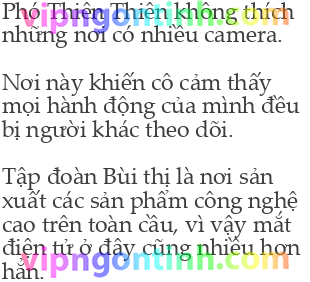 Phó Thiên Thiên không thích
những nơi có nhiều camera.
Nơi này khiến cô cảm thấy
mọi hành động của mình đều
bị người khác theo dõi.
Tập đoàn Bùi thị là nơi sản
xuất các sản phẩm công nghệ
cao trên toàn cầu, vì vậy mắt
điện tử ở đây cũng nhiều hơn
hẳn.
vipngontinh.com
vipngontinh.com